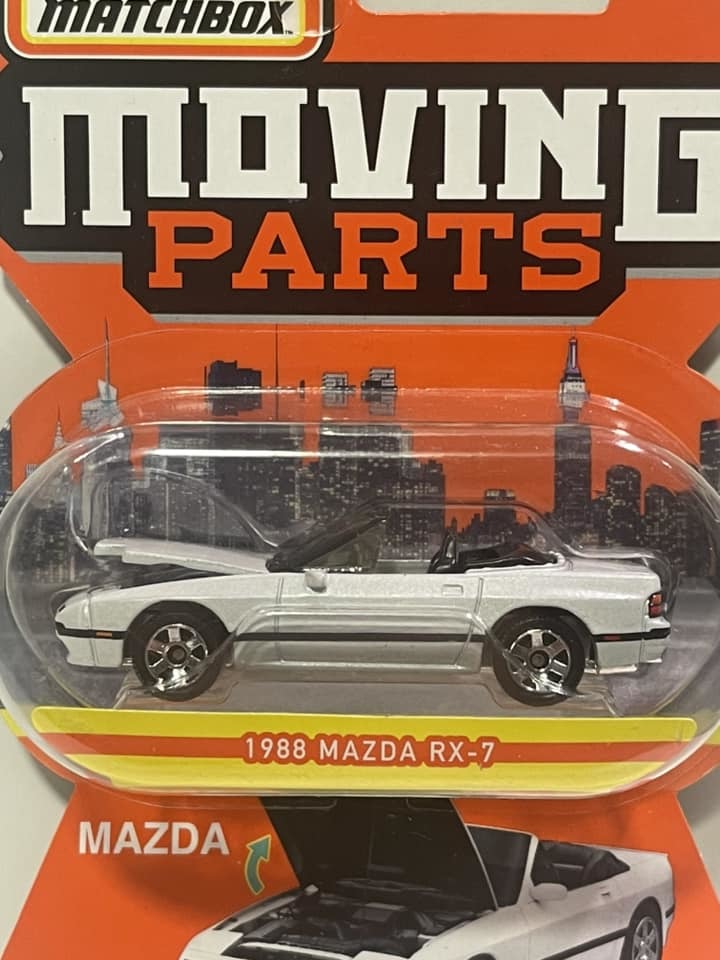 MATCHBOX
MOVING
PARTS
1988 MAZDA RX-7
MAZDA